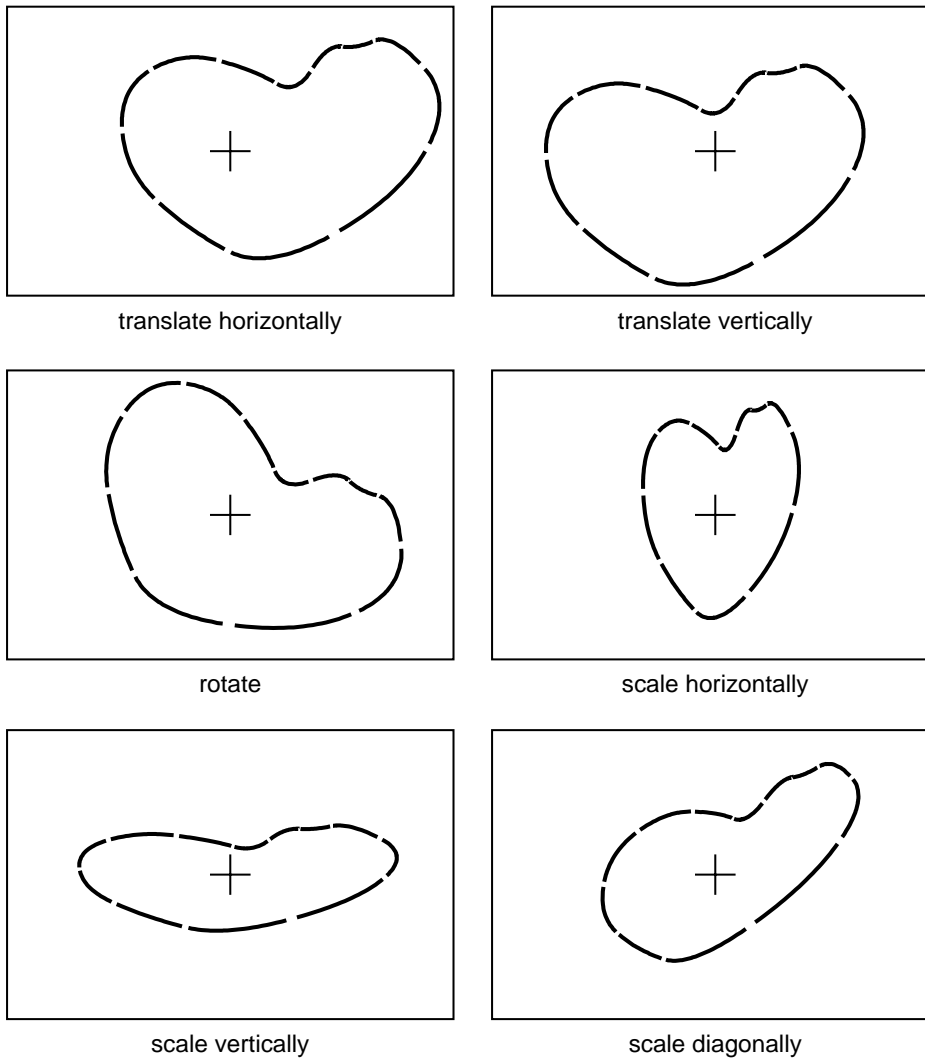 translate horizontally
translate vertically
rotate
scale horizontally
scale vertically
scale diagonally